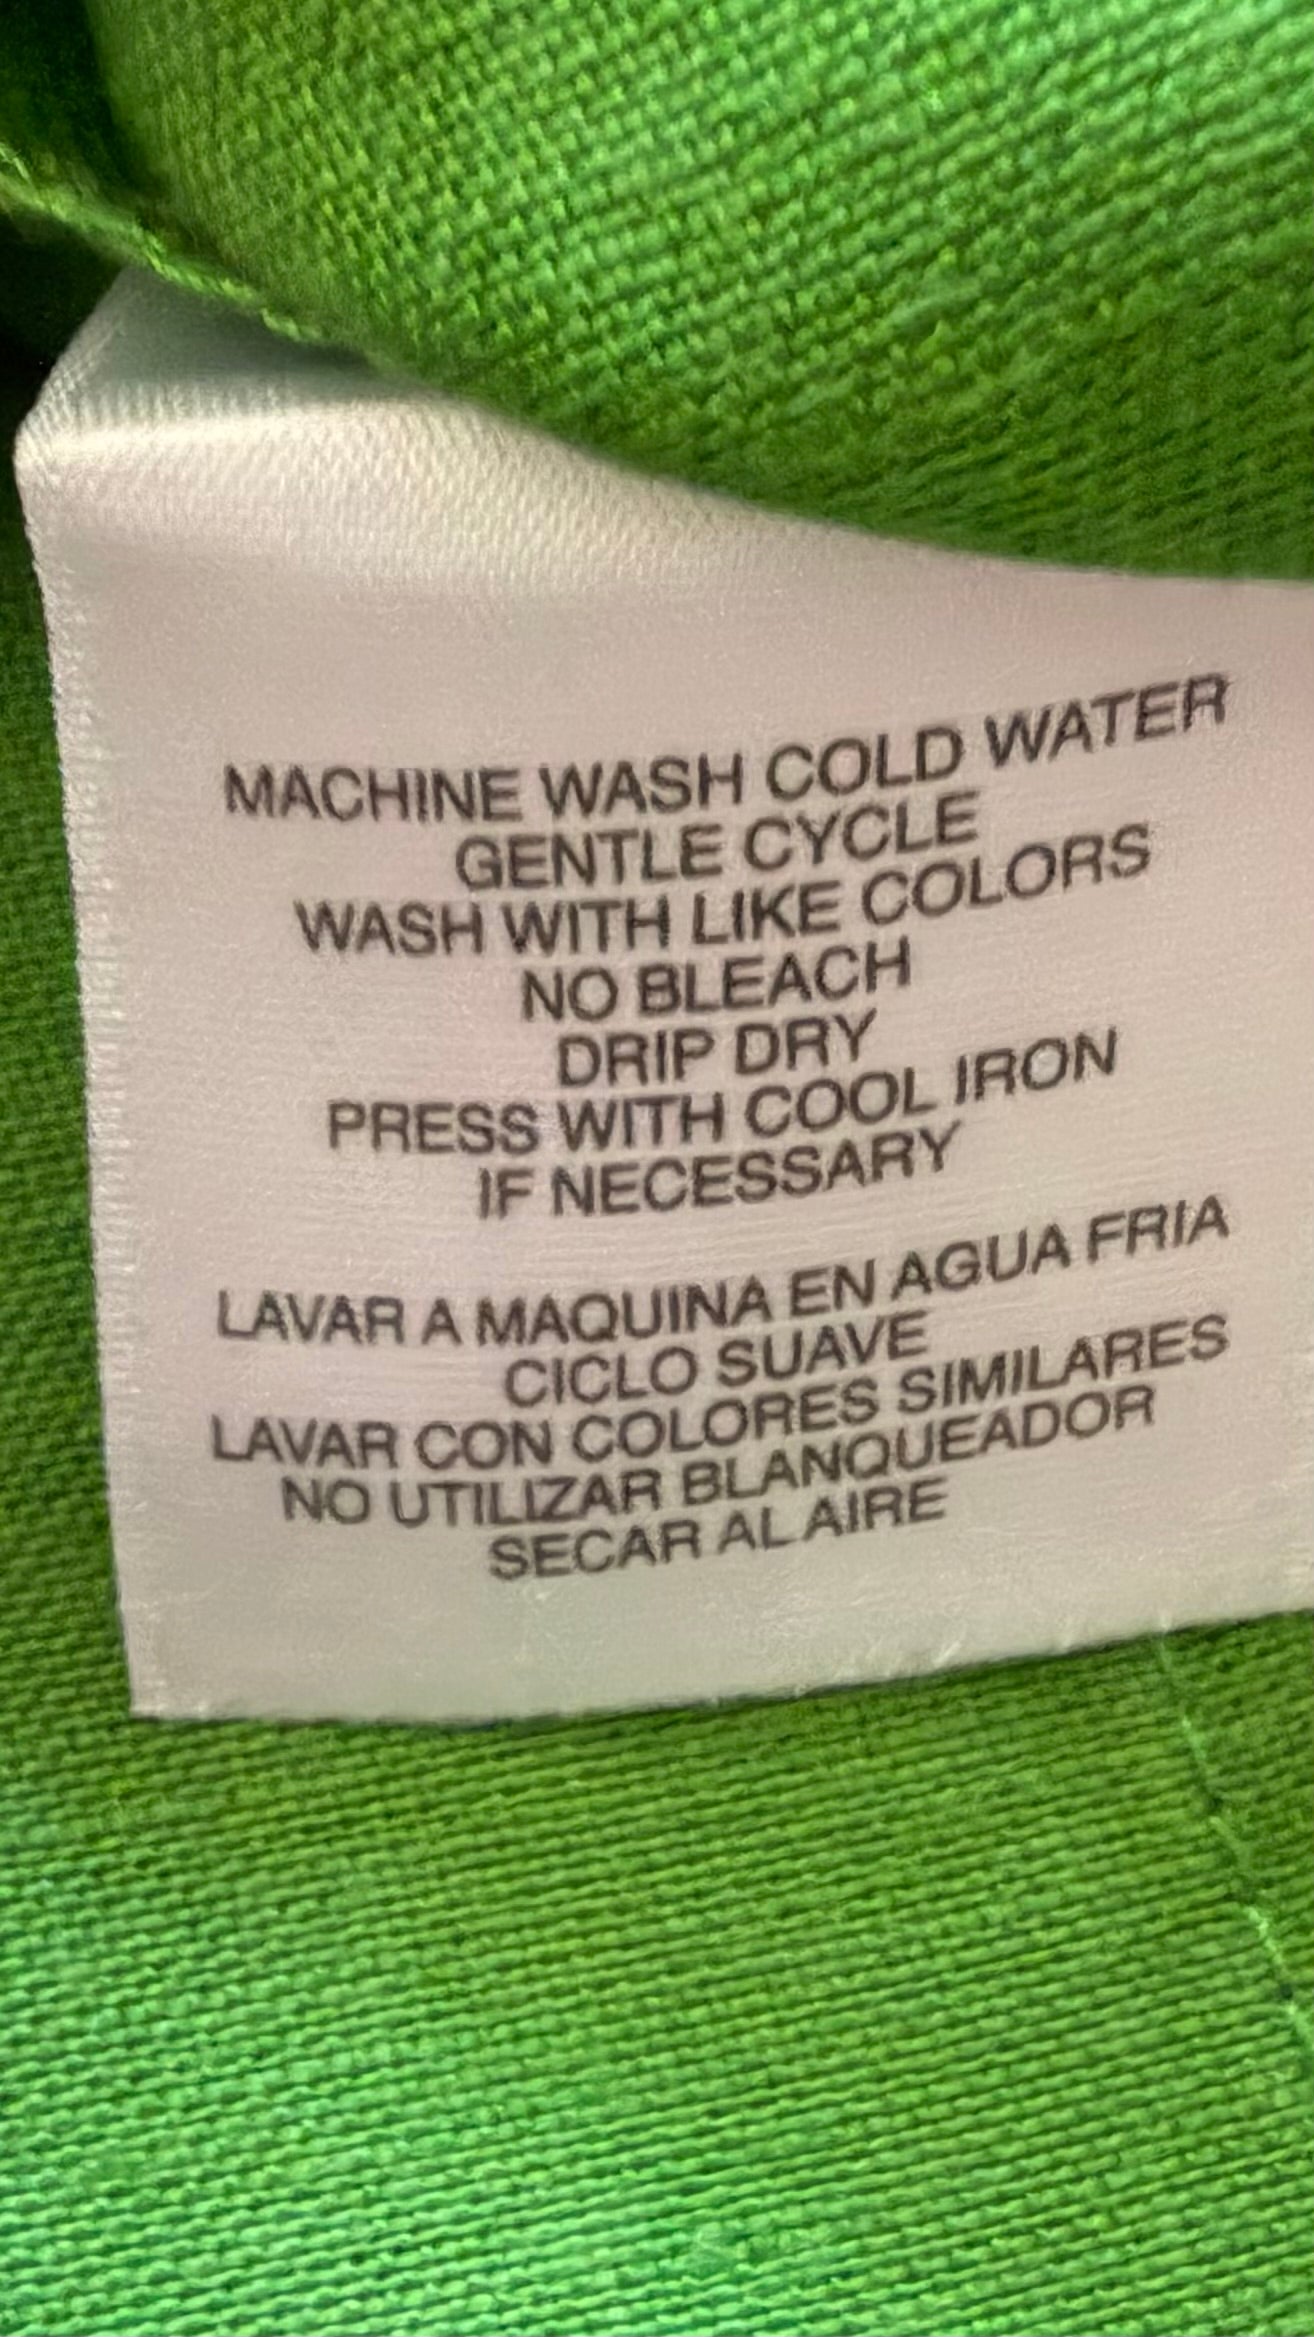 MACHINE WASH COLD WATER
GENTLE CYCLE
WASH WITH LIKE COLORS
NO BLEACH
DRIP DRY
PRESS WITH COOL IRON
IF NECESSARY
LAVAR A MAQUINA EN AGUA FRIA
CICLO SUAVE
LAVAR CON COLORES SIMILARES
NO UTILIZAR BLANQUEADOR
SECAR AL AIRE